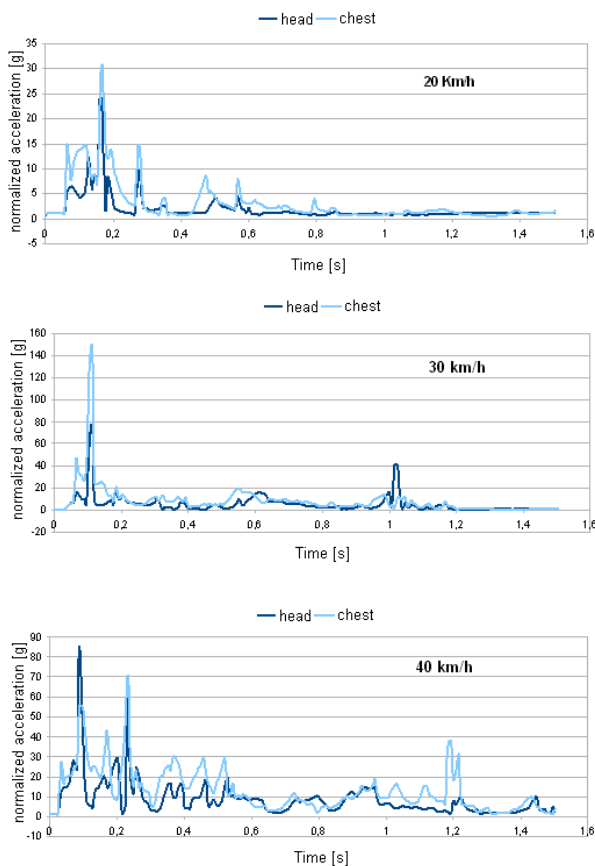 head chest
normalized acceleration [g]
35
30
25
20
15
10
5
0
-5
20 Km/h
0 0,2 0,4 0,6 0,8 1 1,2 1,4 1,6
Time [s]
head chest
normalized acceleration [g]
160
140
120
100
80
60
40
20
0
-20
30 km/h
0 0,2 0,4 0,6 0,8 1 1,2 1,4 1,6
Time [s]
head chest
normalized acceleration [g]
90
80
70
60
50
40
30
20
10
0
-10
40 km/h
0 0,2 0,4 0,6 0,8 1 1,2 1,4 1,6
Time [s]